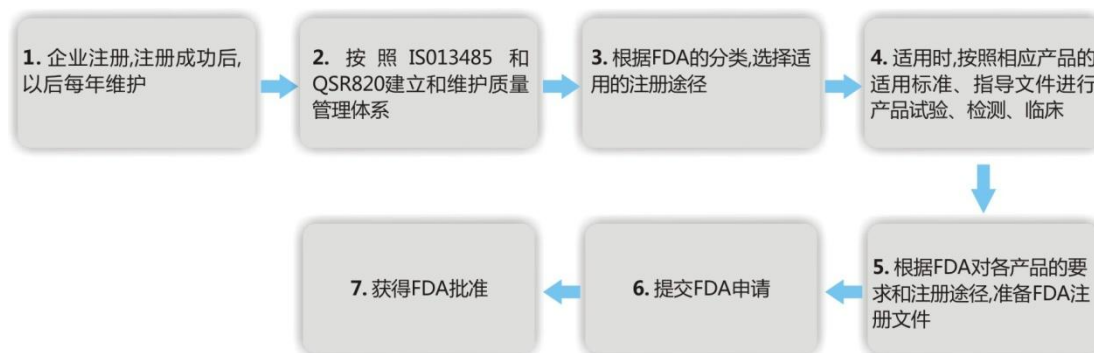 1. 企业注册,注册成功后,
以后每年维护
2. 按照 IS013485 和
QSR820建立和维护质量
管理体系
3. 根据FDA的分类,选择适
用的注册途径
4. 适用时,按照相应产品的
适用标准、指导文件进行
产品试验、检测、临床
5. 根据FDA对各产品的要
求和注册途径,准备FDA注
册文件
6. 提交FDA申请
7. 获得FDA批准